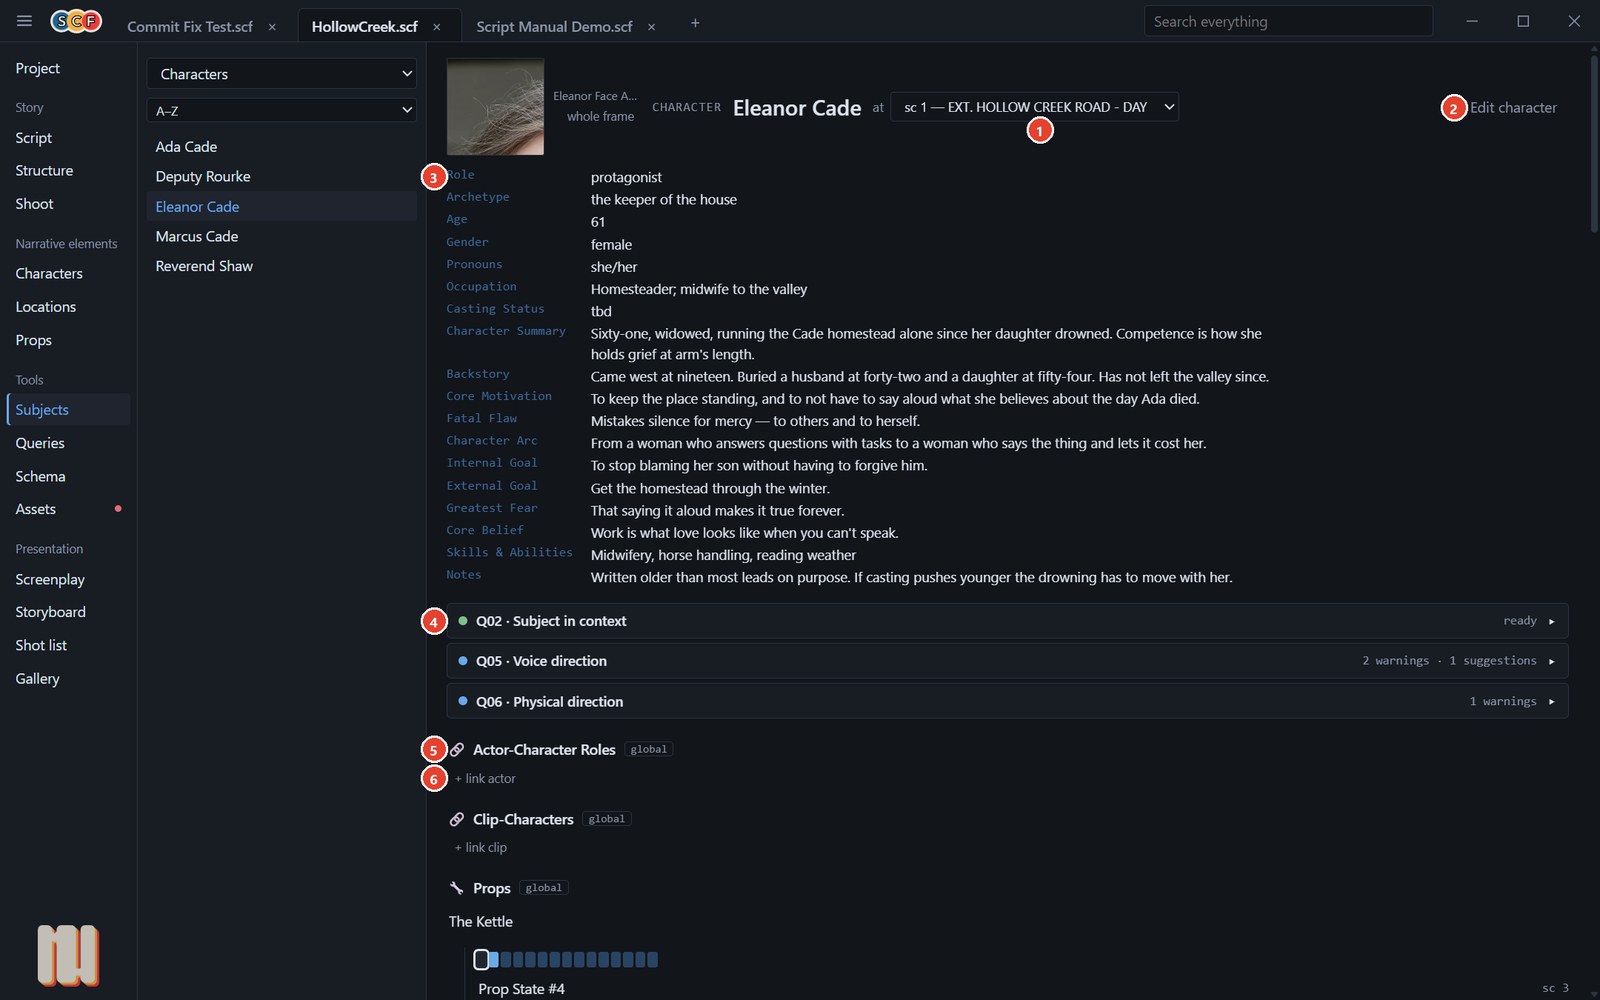 SCF
Commit Fix Test.scf ×
HollowCreek.scf ×
Script Manual Demo.scf ×
+
Search everything
Project
Story
Script
Structure
Shoot
Narrative elements
Characters
Locations
Props
Tools
Subjects
Queries
Schema
Assets
Presentation
Screenplay
Storyboard
Shot list
Gallery
Characters
A–Z
Ada Cade
Deputy Rourke
Eleanor Cade
Marcus Cade
Reverend Shaw
Eleanor Face A...
whole frame
CHARACTER Eleanor Cade at sc 1 — EXT. HOLLOW CREEK ROAD - DAY
1
2 Edit character
3 Role protagonist
Archetype the keeper of the house
Age 61
Gender female
Pronouns she/her
Occupation Homesteader; midwife to the valley
Casting Status tbd
Character Summary Sixty-one, widowed, running the Cade homestead alone since her daughter drowned. Competence is how she
holds grief at arm's length.
Backstory Came west at nineteen. Buried a husband at forty-two and a daughter at fifty-four. Has not left the valley since.
Core Motivation To keep the place standing, and to not have to say aloud what she believes about the day Ada died.
Fatal Flaw Mistakes silence for mercy — to others and to herself.
Character Arc From a woman who answers questions with tasks to a woman who says the thing and lets it cost her.
Internal Goal To stop blaming her son without having to forgive him.
External Goal Get the homestead through the winter.
Greatest Fear That saying it aloud makes it true forever.
Core Belief Work is what love looks like when you can't speak.
Skills & Abilities Midwifery, horse handling, reading weather
Notes Written older than most leads on purpose. If casting pushes younger the drowning has to move with her.
4 Q02 · Subject in context ready
Q05 · Voice direction 2 warnings · 1 suggestions
Q06 · Physical direction 1 warnings
5 Actor-Character Roles global
6 + link actor
Clip-Characters global
+ link clip
Props global
The Kettle
Prop State #4 sc 3